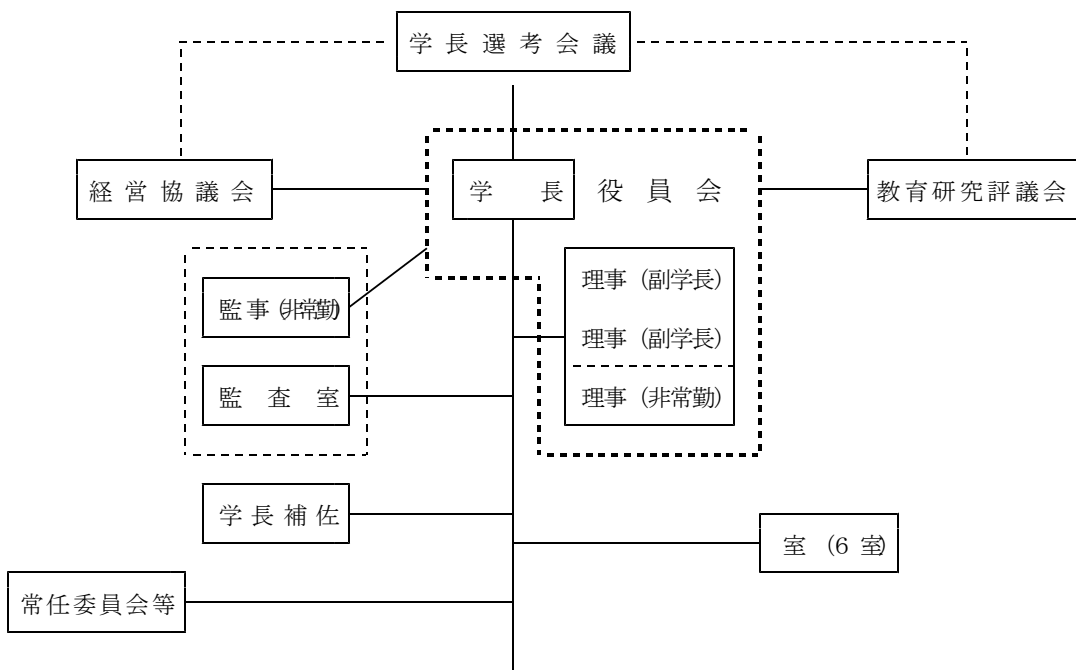 学長選考会議
経営協議会
学長
役員会
教育研究評議会
理事(副学長)
監事(非常勤)
理事(副学長)
監査室
理事(非常勤)
学長補佐
室(6室)
常任委員会等